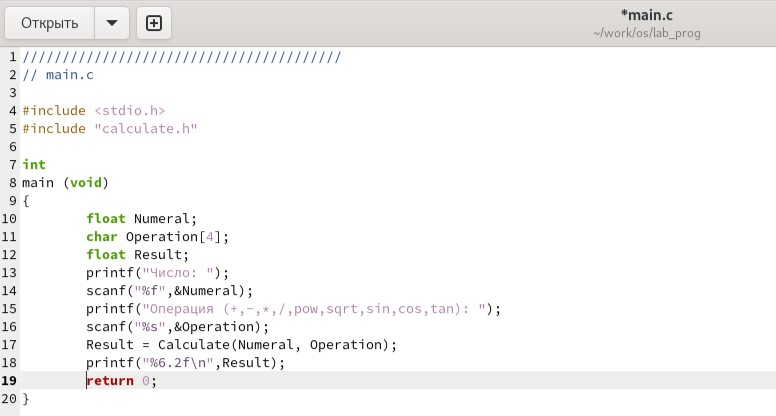 Открыть
*main.c
~/work/os/lab_prog
1 ////////////////////////////////////////
2 // main.c
3
4 #include <stdio.h>
5 #include "calculate.h"
6
7 int
8 main (void)
9 {
10 float Numeral;
11 char Operation[4];
12 float Result;
13 printf("Число: ");
14 scanf("%f",&Numeral);
15 printf("Операция (+,-,*,/,pow,sqrt,sin,cos,tan): ");
16 scanf("%s",&Operation);
17 Result = Calculate(Numeral, Operation);
18 printf("%6.2f\n",Result);
19 return 0;
20 }